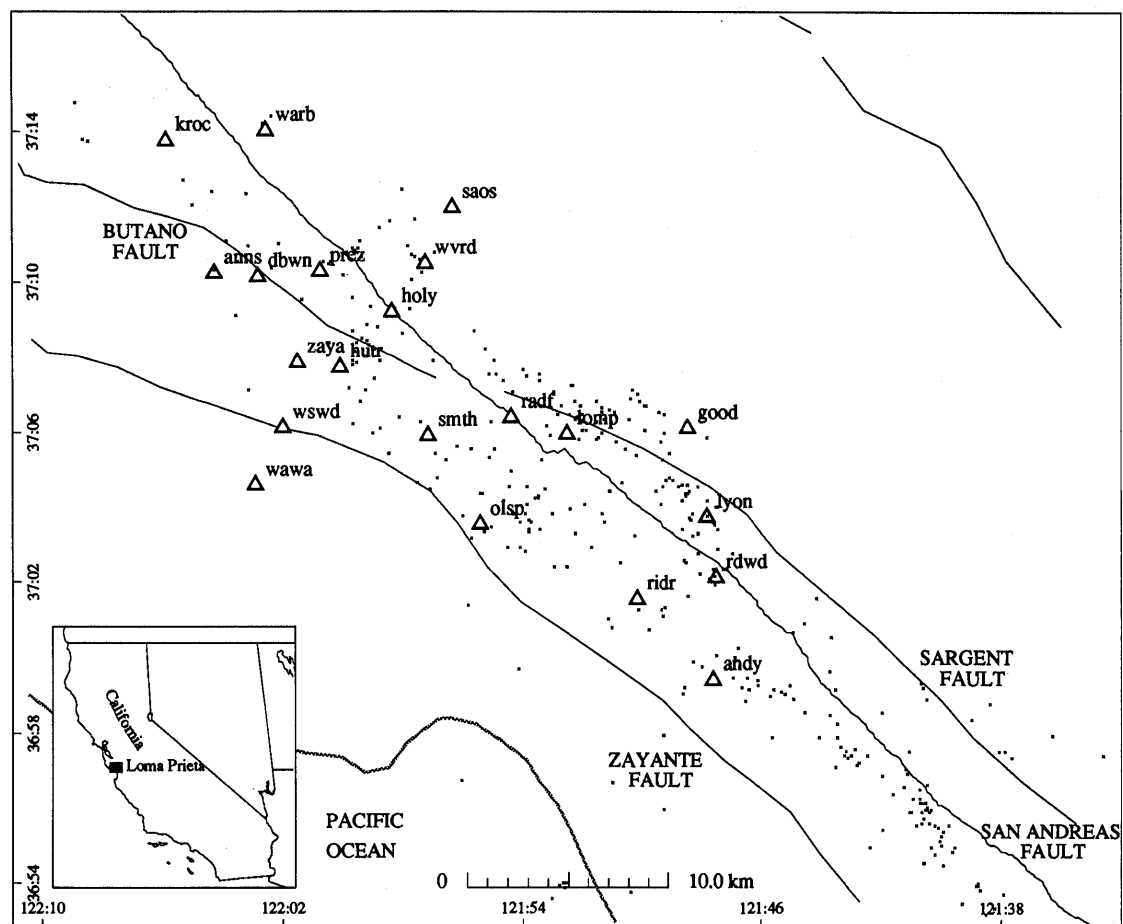 37:14
kroc
warb
saos
BUTANO
FAULT
wvrd
anns
dbwn
prez
37:10
holy
zaya
hutr
37:06
wswd
smth
radf
lomp
good
wawa
olsp
lyon
37:02
rdwd
ridr
ahdy
SARGENT
FAULT
California
Loma Prieta
36:58
ZAYANTE
FAULT
PACIFIC
OCEAN
SAN ANDREAS
FAULT
36:54
0
10.0 km
122:10
122:02
121:54
121:46
121:38